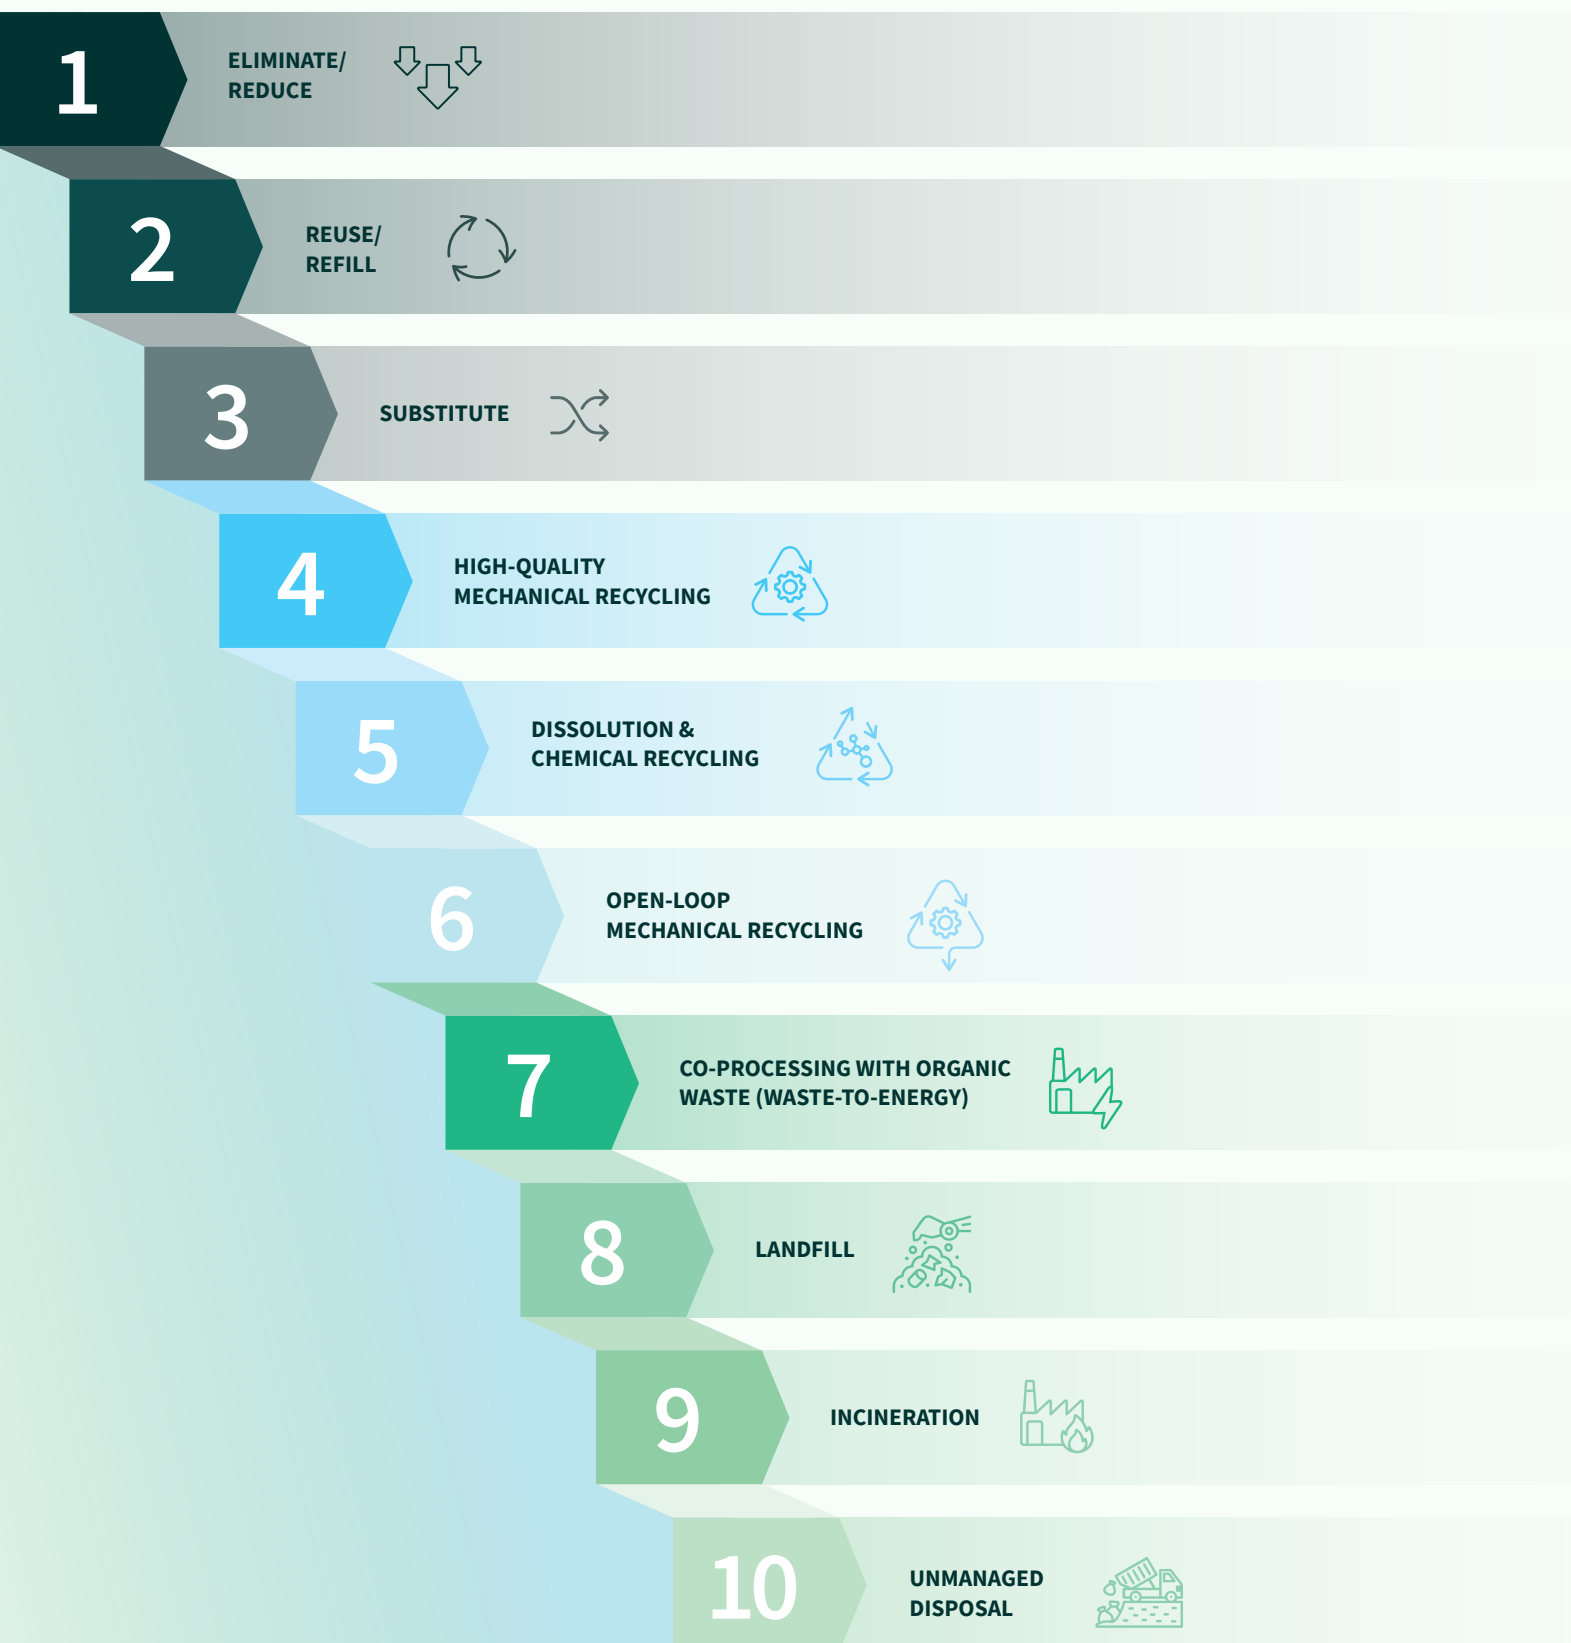 1
ELIMINATE/
REDUCE
2
REUSE/
REFILL
3
SUBSTITUTE
4
HIGH-QUALITY
MECHANICAL RECYCLING
5
DISSOLUTION &
CHEMICAL RECYCLING
6
OPEN-LOOP
MECHANICAL RECYCLING
7
CO-PROCESSING WITH ORGANIC
WASTE (WASTE-TO-ENERGY)
8
LANDFILL
9
INCINERATION
10
UNMANAGED
DISPOSAL